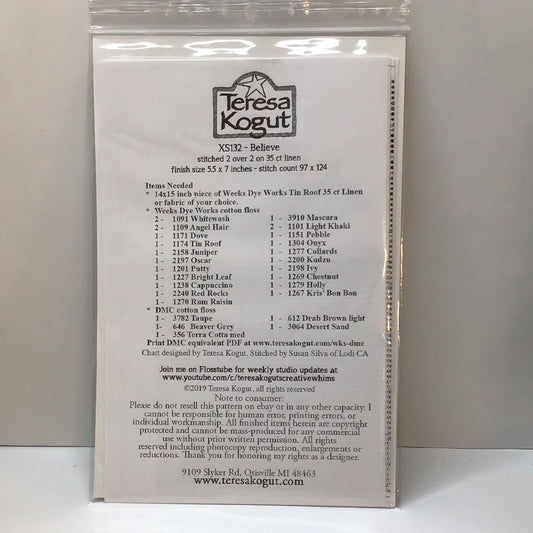 Teresa
Kogut
XS132 - Believe
stitched 2 over 2 on 35 ct linen
finish size 5.5 x 7 inches - stitch count 97 x 124
Items Needed
* 14x15 inch piece of Weeks Dye Works Tin Roof 35 ct Linen
or fabric of your choice.
* Weeks Dye Works cotton floss
2 - 1091 Whitewash 1 - 3910 Mascara
2 - 1109 Angel Hair 2 - 1101 Light Khaki
1 - 1171 Dove 1 - 1151 Pebble
1 - 1174 Tin Roof 1 - 1304 Onyx
1 - 2158 Juniper 1 - 1277 Collards
1 - 2197 Oscar 1 - 2200 Kudzu
1 - 1201 Putty 1 - 2198 Ivy
1 - 1227 Bright Leaf 1 - 1269 Chestnut
1 - 1238 Cappuccino 1 - 1279 Holly
1 - 2240 Red Rocks 1 - 1267 Kris' Bon Bon
1 - 1270 Rum Raisin
* DMC cotton floss
1 - 3782 Taupe 1 - 612 Drab Brown light
1- 646 Beaver Grey 1 - 3064 Desert Sand
1 - 356 Terra Cotta med
Print DMC equivalent PDF at www.teresakogut.com/wks-dmc
Chart designed by Teresa Kogut. Stitched by Susan Silva of Lodi CA
Join me on Flosstube for weekly studio updates at
www.youtube.com/c/teresakogutscreativewhims
©2019 Teresa Kogut, all rights reserved
Note to consumer:
Please do not resell this pattern on ebay or in any other capacity. I
cannot be responsible for human error, printing errors, or
individual workmanship. All finished items herein are copyright
protected and cannot be mass-produced for any commercial
use without prior written permission. All rights
reserved including photocopy reproduction, enlargements or
reductions. Thank you for honoring my rights as a designer.
9109 Slyker Rd, Otisville MI 48463
www.teresakogut.com